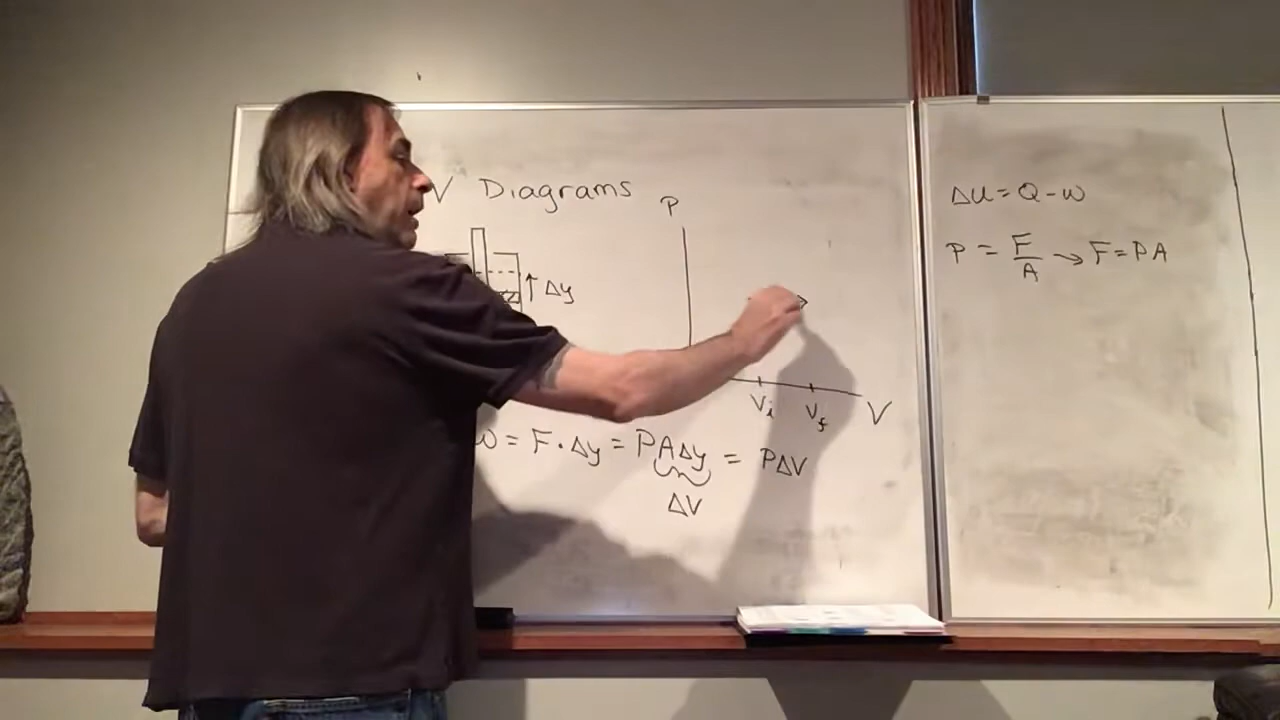 V Diagrams
Δy
P
Vi Vf V
w = F·Δy = PAΔy = PΔV
ΔV
Δu = Q - w
P = F/A → F = PA